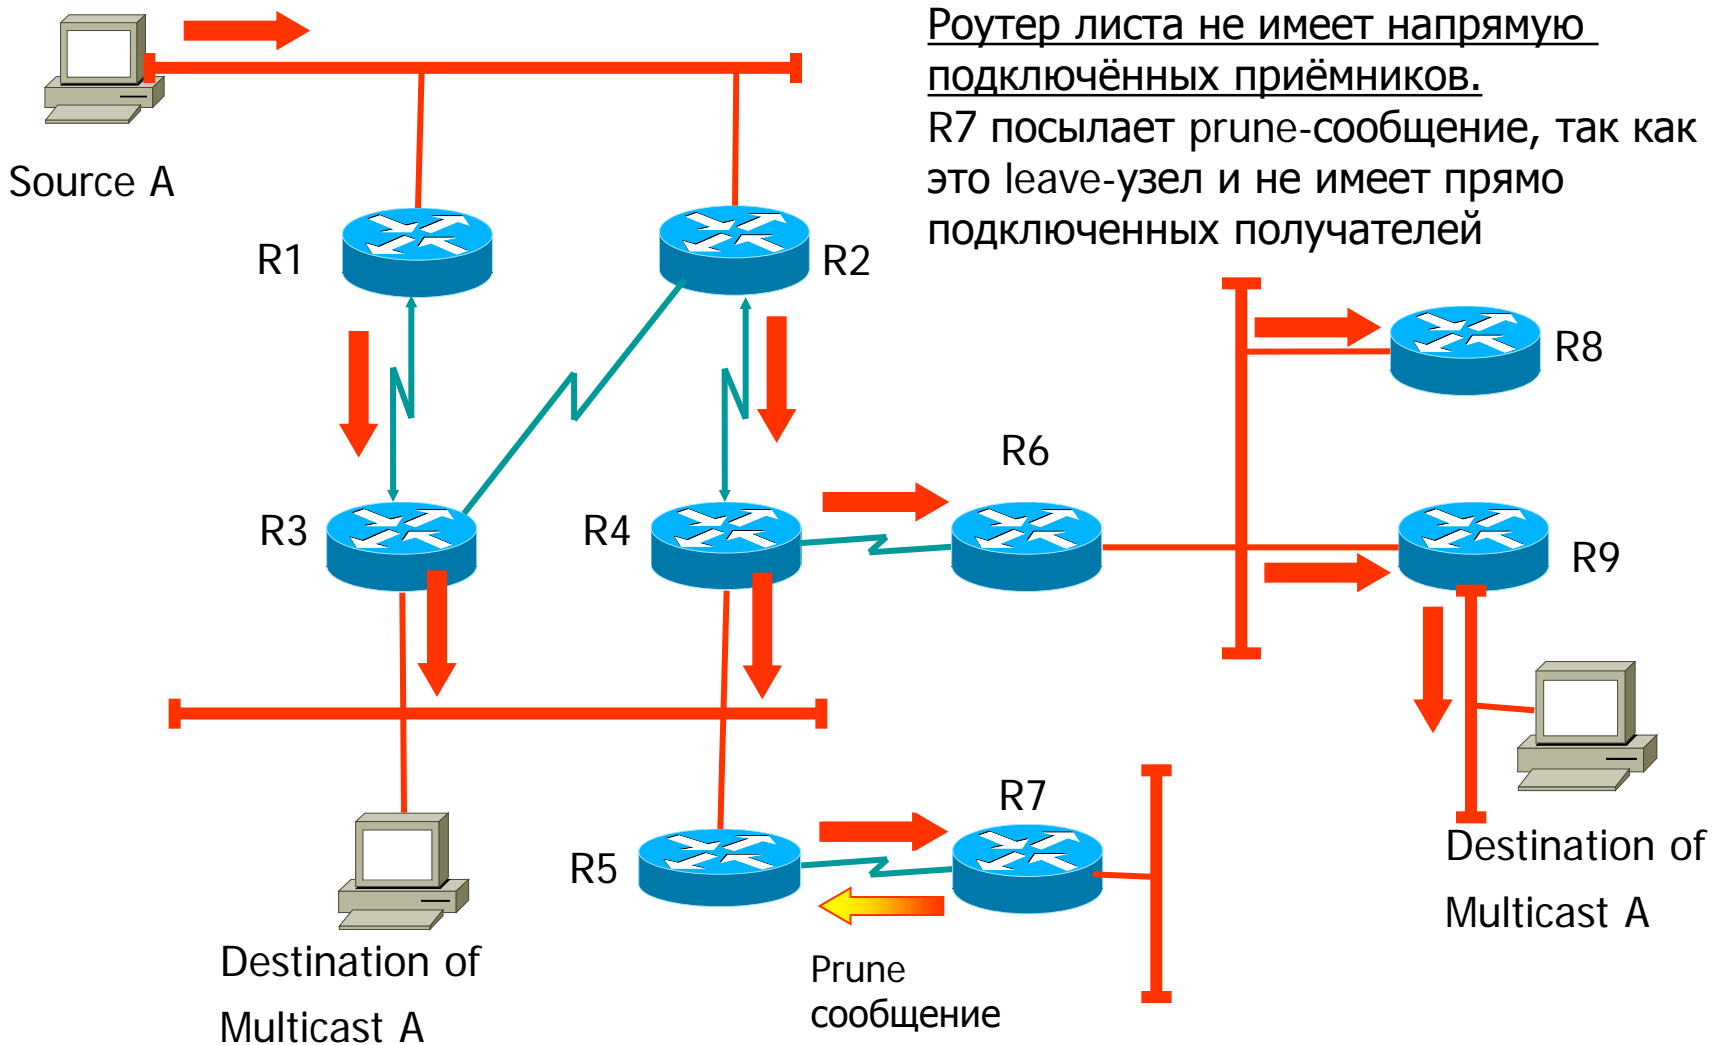 Роутер листа не имеет напрямую
подключённых приёмников.
R7 посылает prune-сообщение, так как
это leave-узел и не имеет прямо
подключенных получателей
Source A
R1
R2
R8
R6
R3
R4
R9
R7
R5
Destination of
Multicast A
Destination of
Multicast A
Prune
сообщение